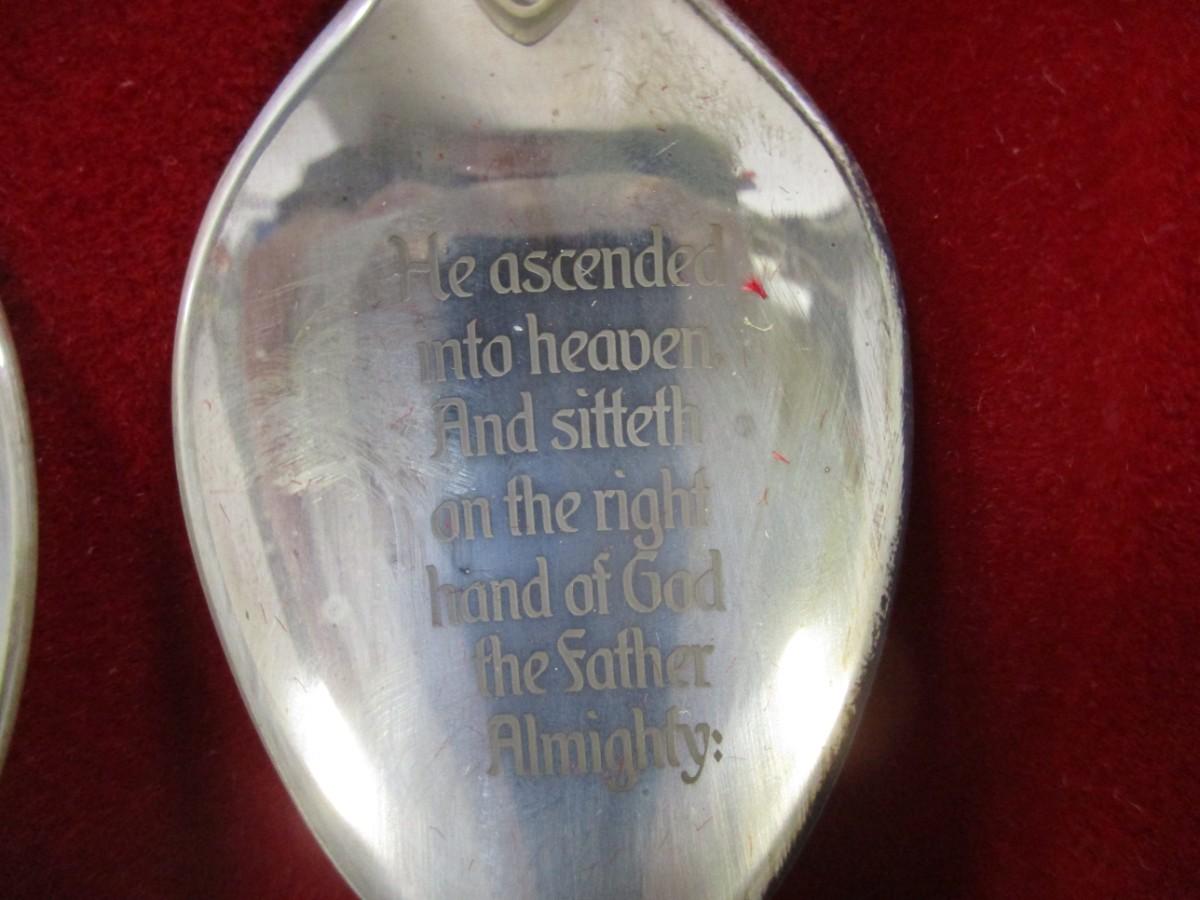 He ascended
into heaven,
And sitteth
on the right
hand of God
the Father
Almighty: